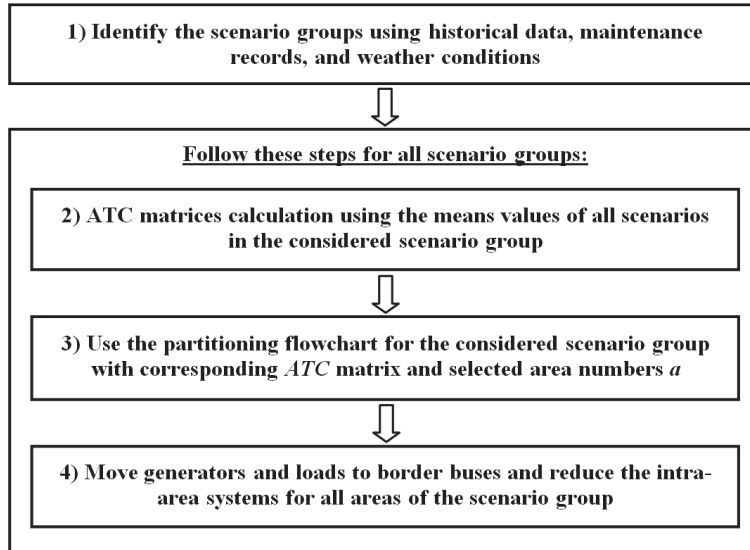 1) Identify the scenario groups using historical data, maintenance
records, and weather conditions
Follow these steps for all scenario groups:
2) ATC matrices calculation using the means values of all scenarios
in the considered scenario group
3) Use the partitioning flowchart for the considered scenario group
with corresponding ATC matrix and selected area numbers a
4) Move generators and loads to border buses and reduce the intra-
area systems for all areas of the scenario group